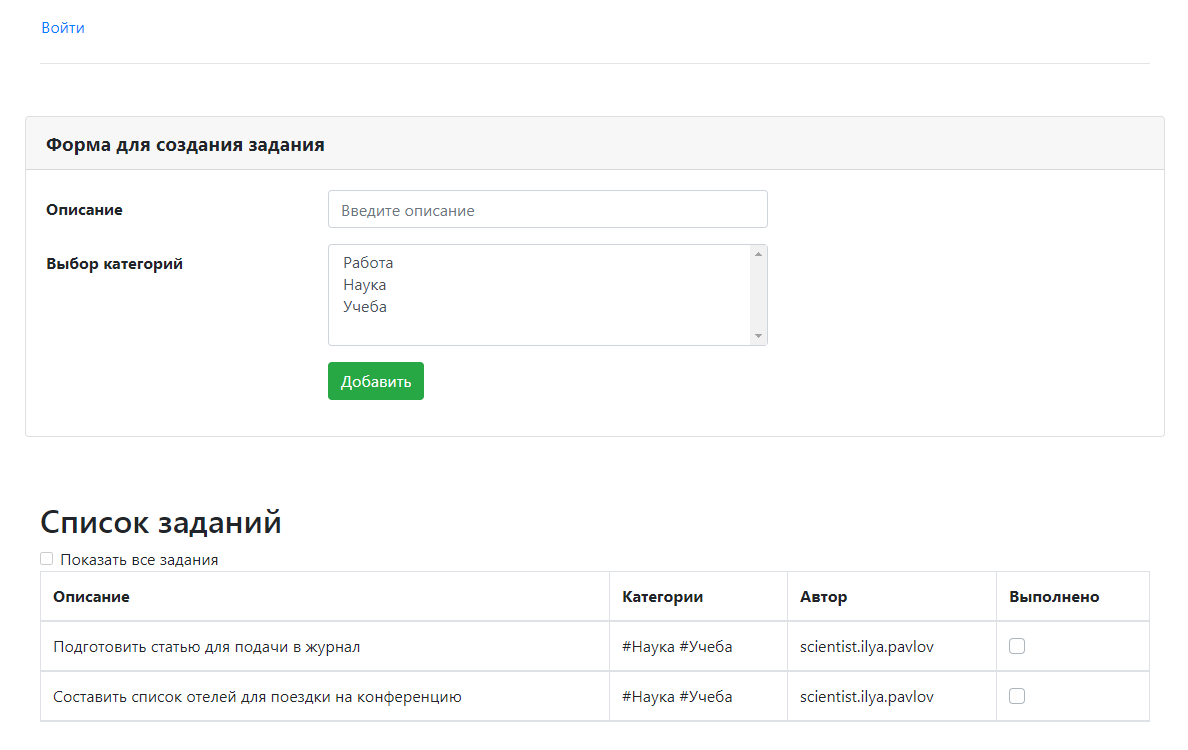 Войти
Форма для создания задания
Описание
Введите описание
Выбор категорий
Работа
Наука
Учеба
Добавить
Список заданий
Показать все задания
Описание Категории Автор Выполнено
Подготовить статью для подачи в журнал #Наука #Учеба scientist.ilya.pavlov
Составить список отелей для поездки на конференцию #Наука #Учеба scientist.ilya.pavlov